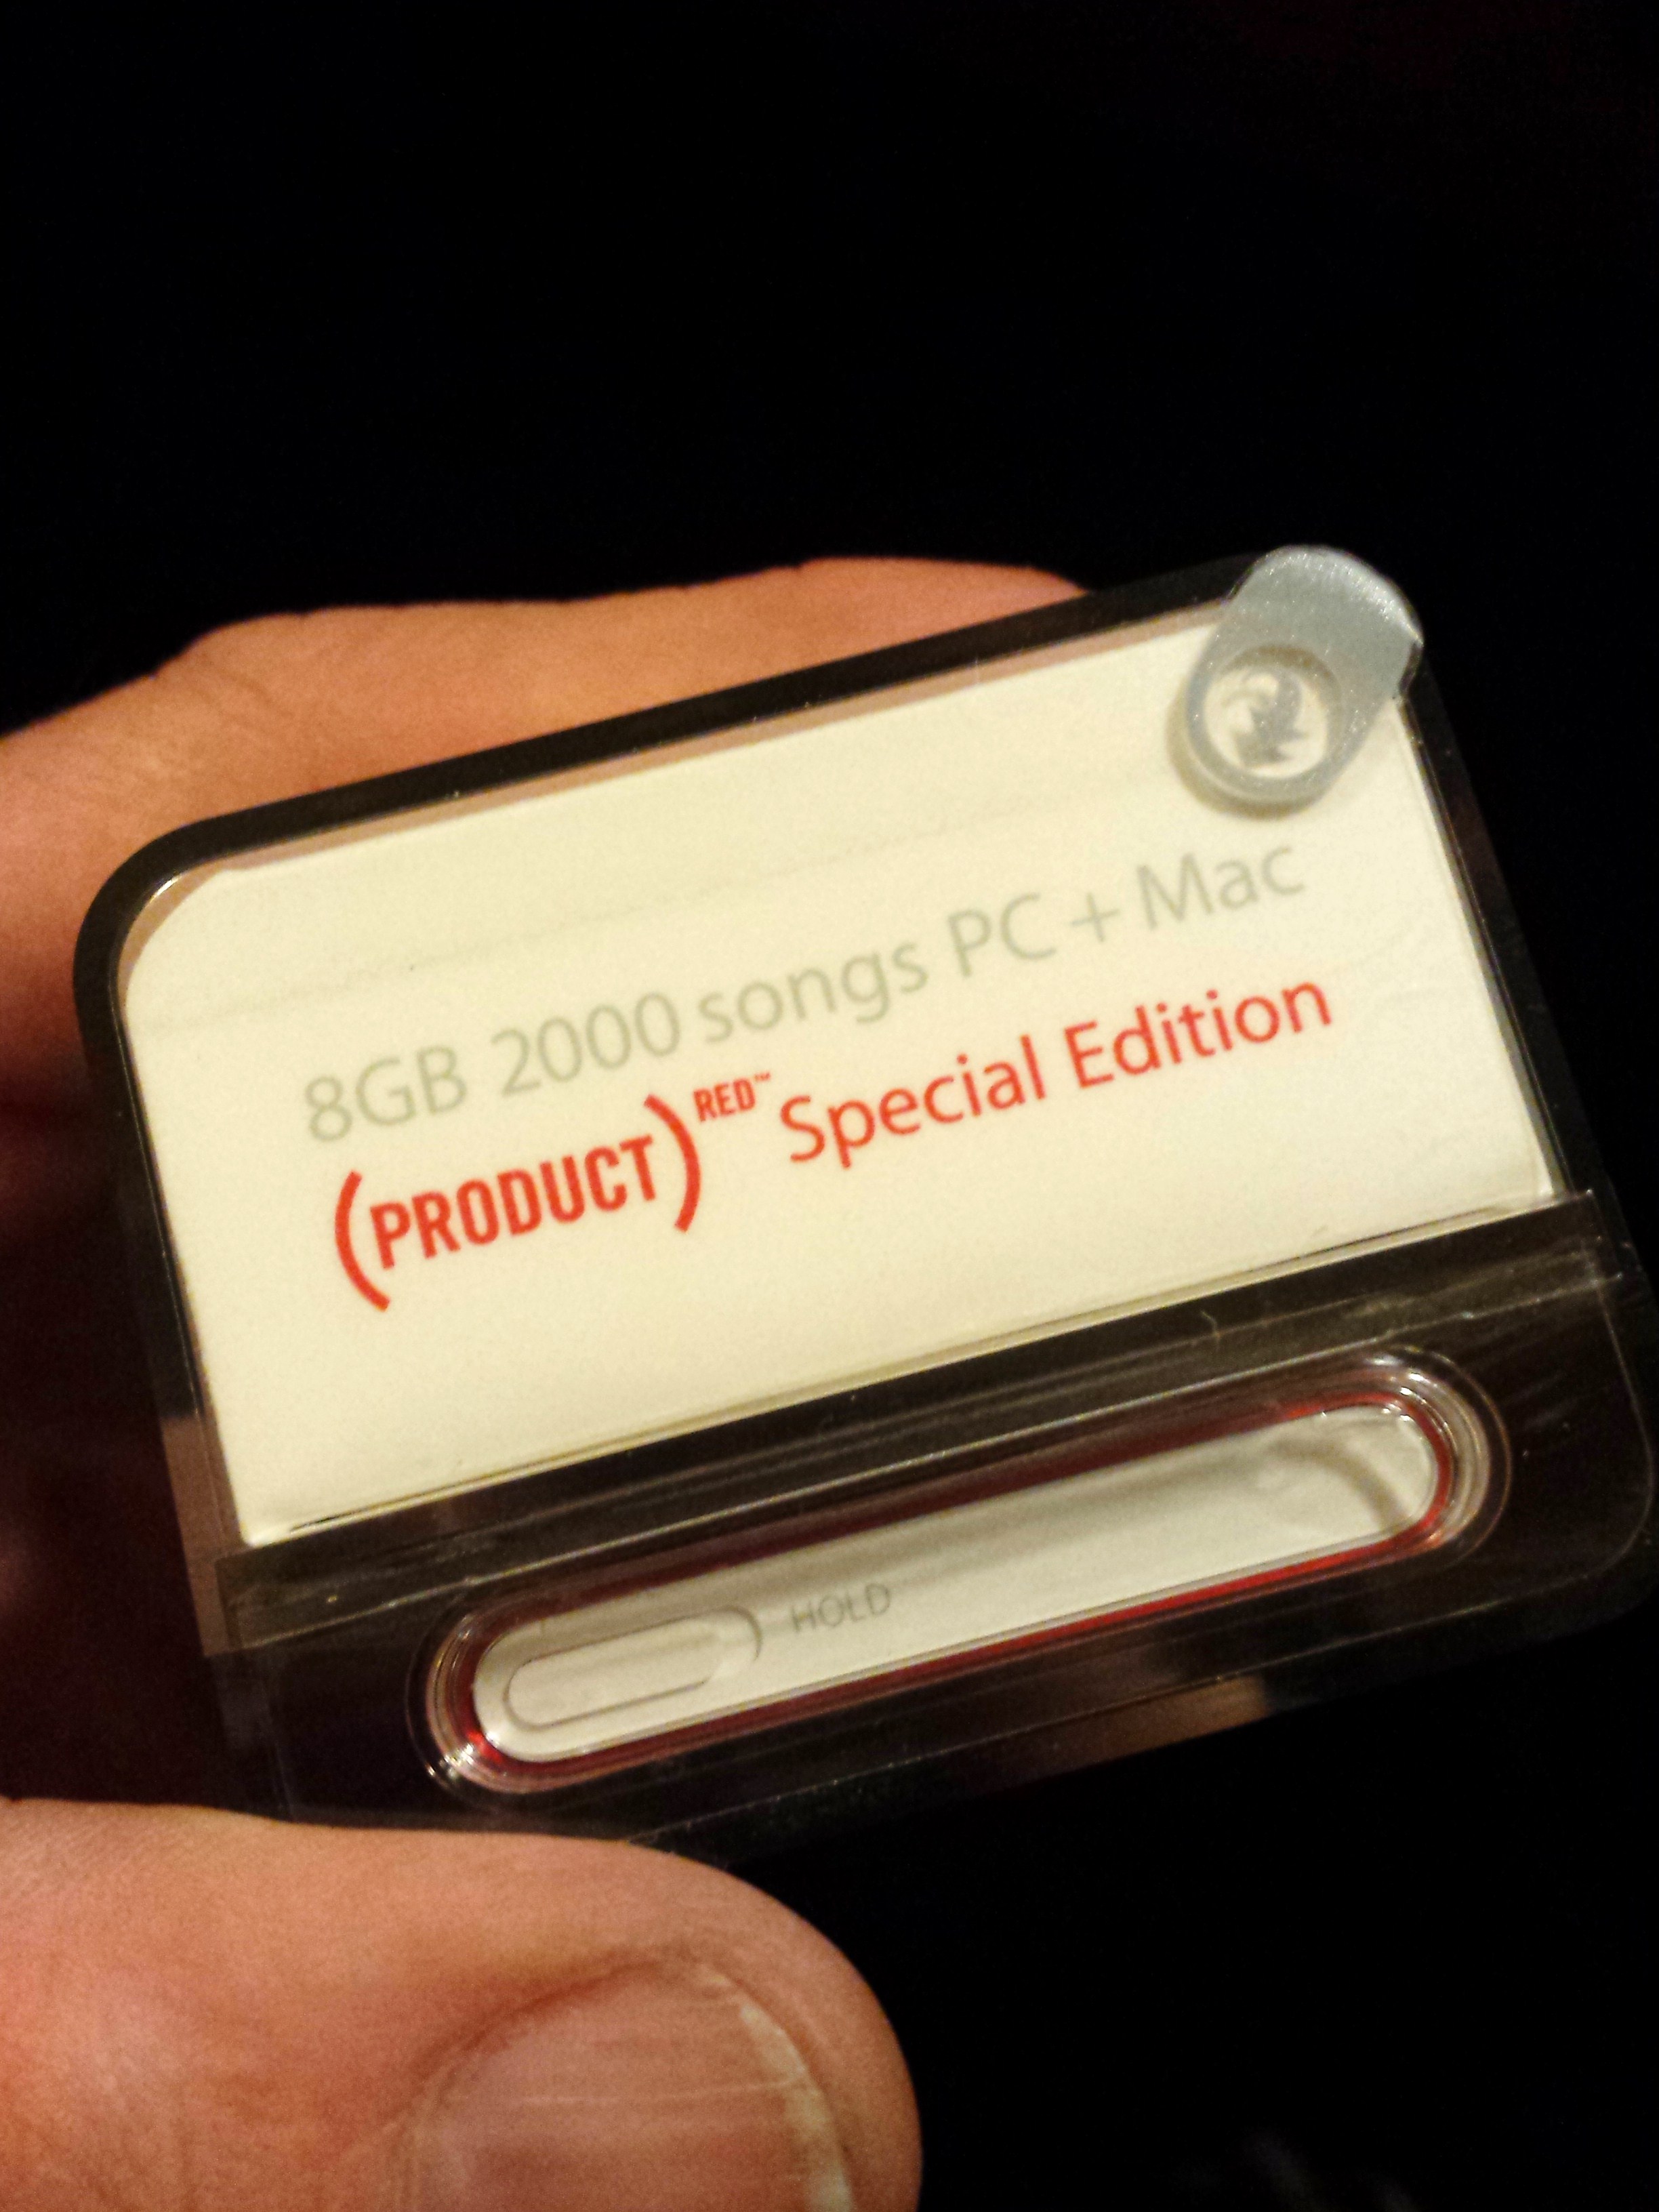 8GB 2000 songs PC + Mac
(PRODUCT)RED™ Special Edition
HOLD